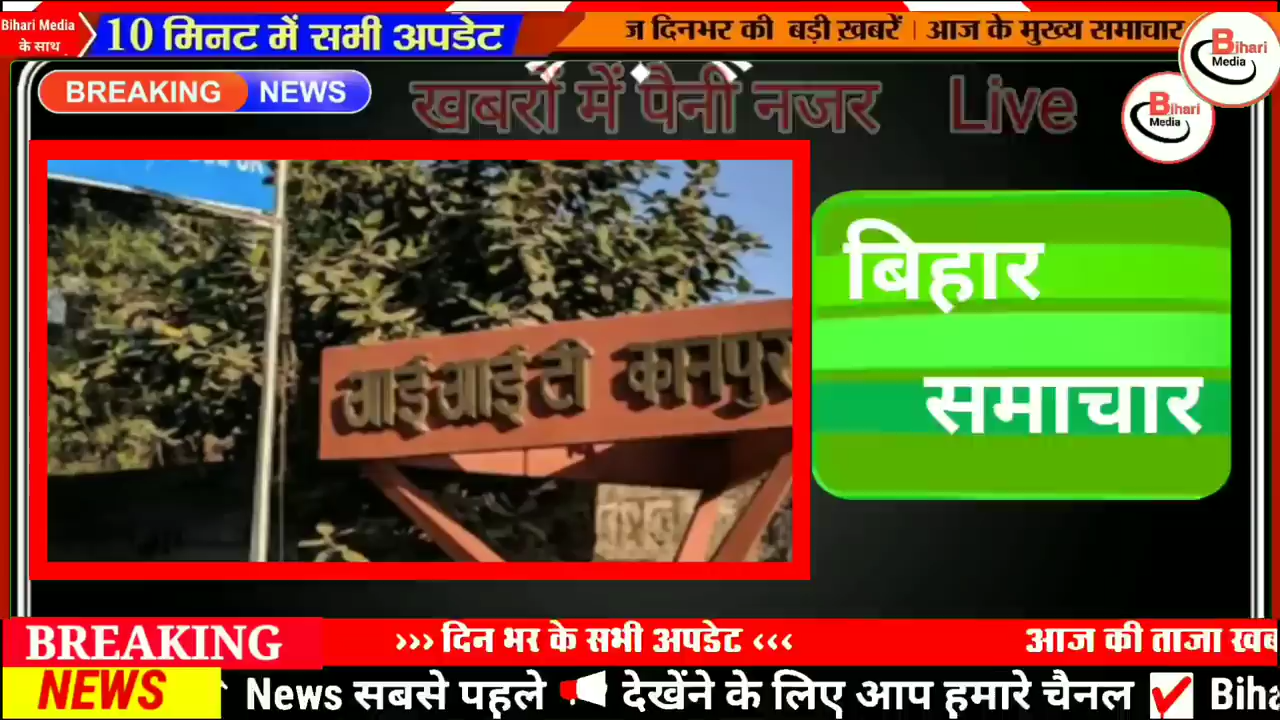 Bihari Media
के साथ
10 मिनट में सभी अपडेट
ज दिनभर की बड़ी ख़बरें | आज के मुख्य समाचार
Bihari
Media
BREAKING NEWS
खबरों में पैनी नजर Live
Bihari
Media
आईआईटी कानपुर
बिहार
समाचार
BREAKING
››› दिन भर के सभी अपडेट ‹‹‹
आज की ताजा खब
NEWS
News सबसे पहले देखेंने के लिए आप हमारे चैनल Biha